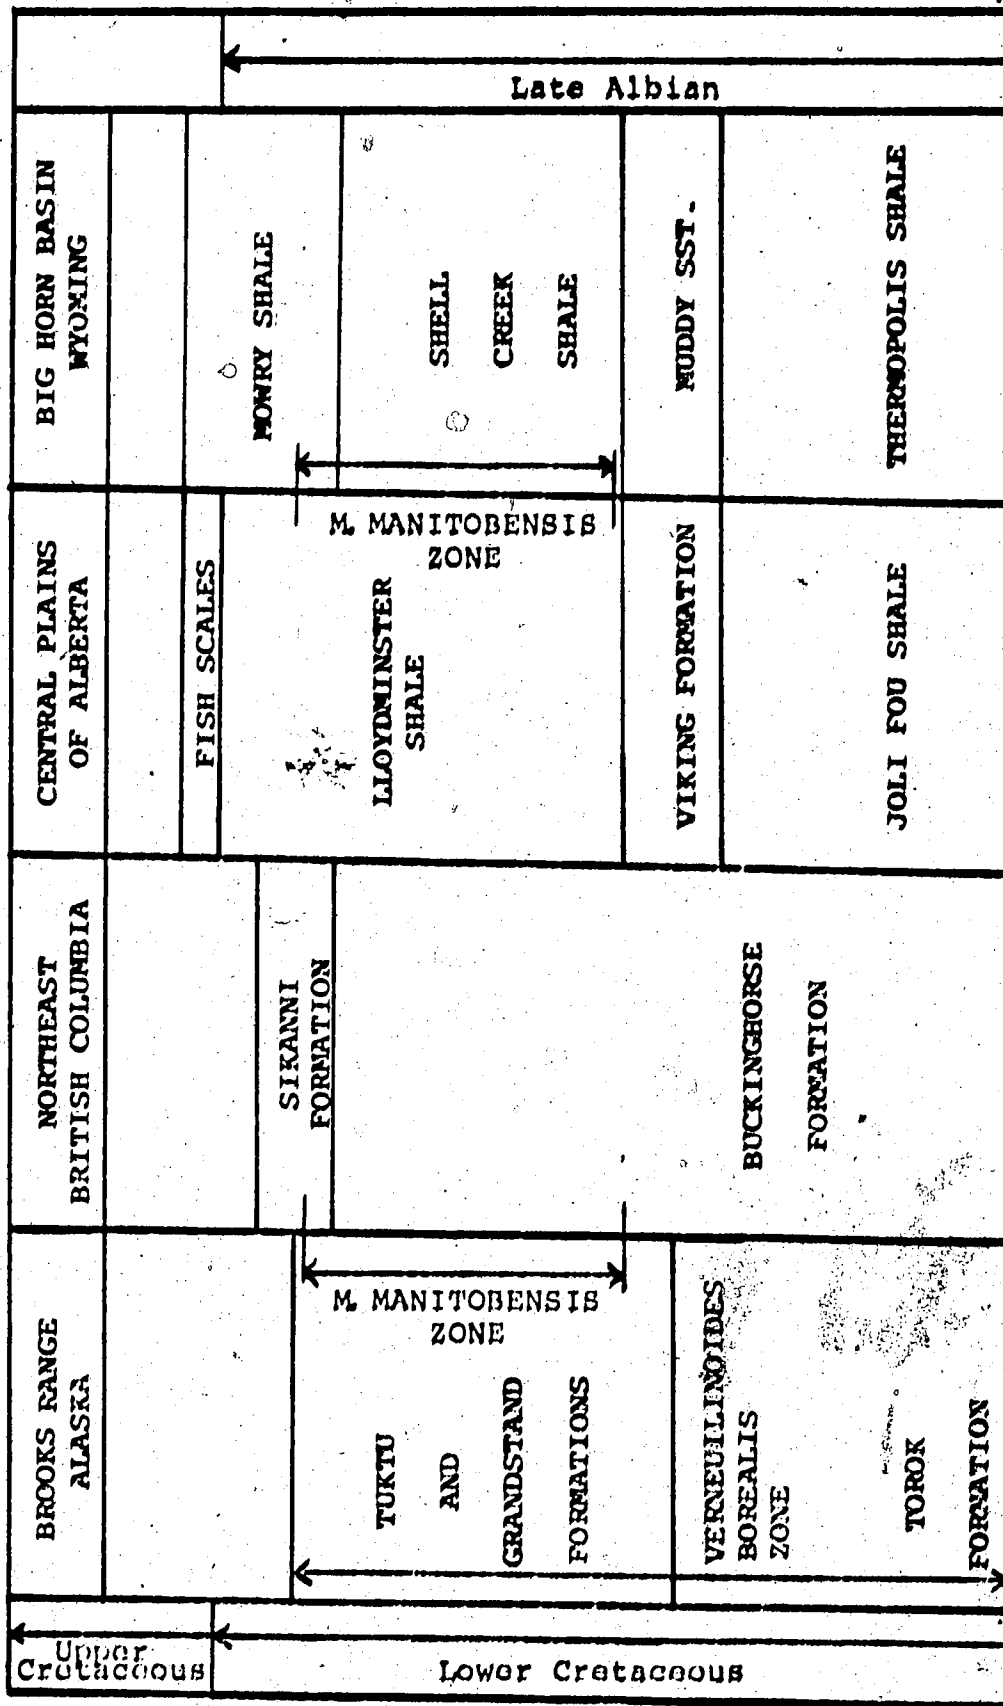 Late Albian
BIG HORN BASIN
WYOMING
MOWRY SHALE
SHELL
CREEK
SHALE
MUDDY SST.
THERMOPOLIS SHALE
M. MANITOBENSIS
ZONE
CENTRAL PLAINS
OF ALBERTA
FISH SCALES
LLOYDMINSTER
SHALE
VIKING FORMATION
JOLI FOU SHALE
NORTHEAST
BRITISH COLUMBIA
SIKANNI
FORMATION
BUCKINGHORSE
FORMATION
BROOKS RANGE
ALASKA
M. MANITOBENSIS
ZONE
TUKTU
AND
GRANDSTAND
FORMATIONS
VERNEUILINOIDES
BOREALIS
ZONE
TOROK
FORMATION
Upper
Cretaceous
Lower Cretaceous